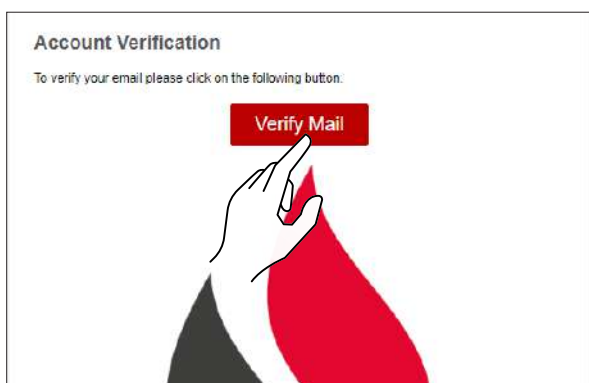 Account Verification
To verify your email please click on the following button.
Verify Mail